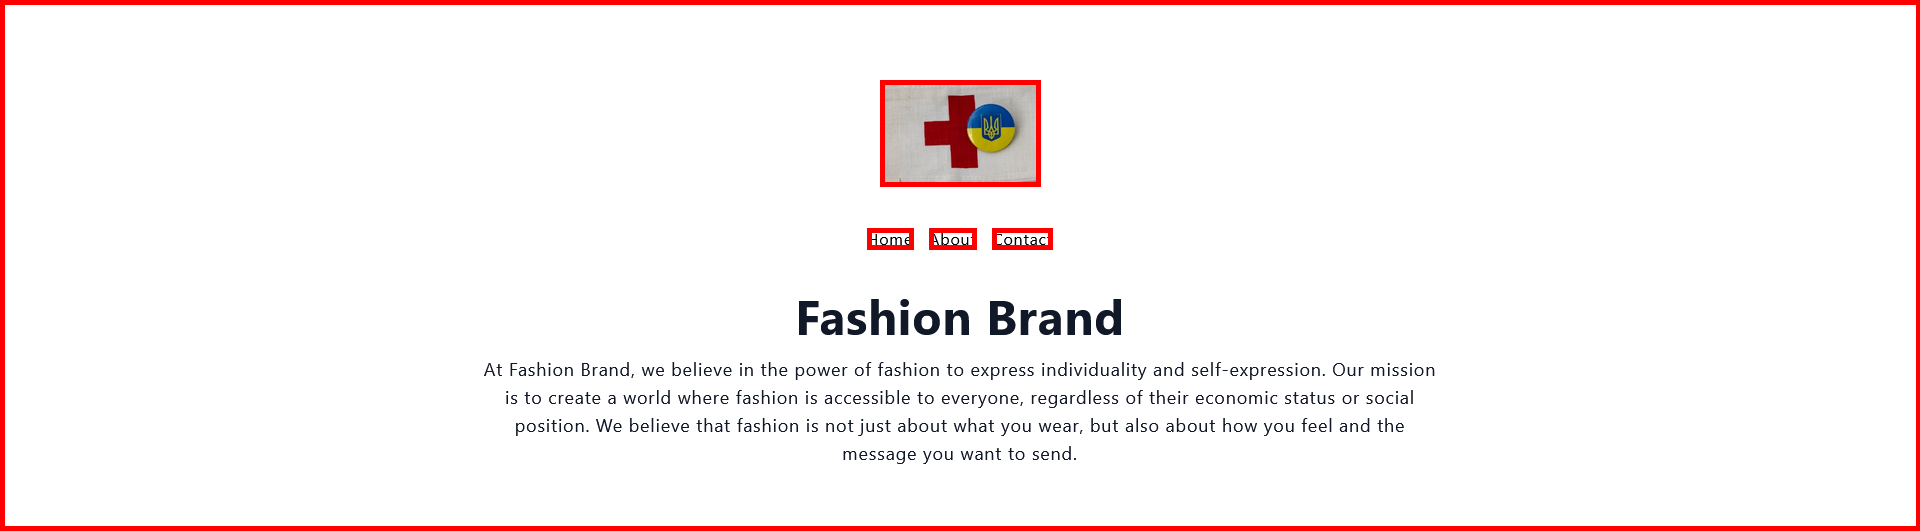 Home About Contact
Fashion Brand
At Fashion Brand, we believe in the power of fashion to express individuality and self-expression. Our mission
is to create a world where fashion is accessible to everyone, regardless of their economic status or social
position. We believe that fashion is not just about what you wear, but also about how you feel and the
message you want to send.